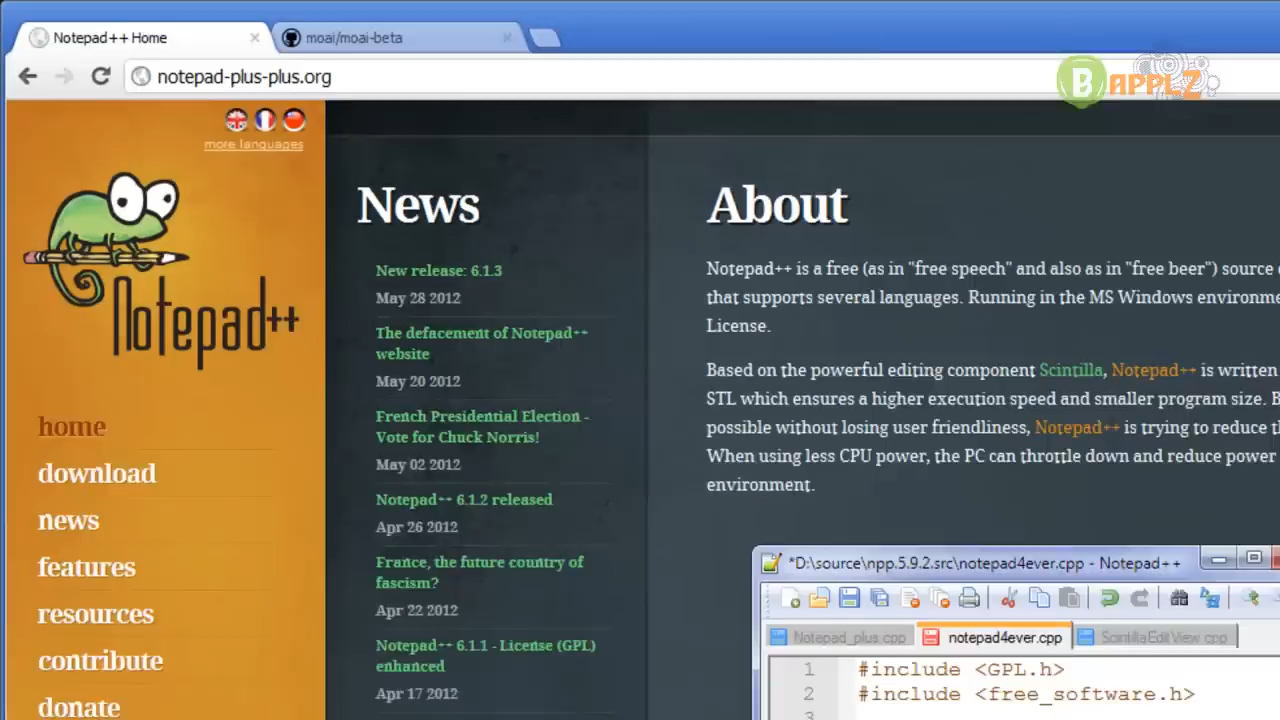 Notepad++ Home
moai/moai-beta
notepad-plus-plus.org
B APPLZ
more languages
Notepad++
home
download
news
features
resources
contribute
donate
News
New release: 6.1.3
May 28 2012
The defacement of Notepad++
website
May 20 2012
French Presidential Election -
Vote for Chuck Norris!
May 02 2012
Notepad++ 6.1.2 released
Apr 26 2012
France, the future country of
fascism?
Apr 22 2012
Notepad++ 6.1.1 - License (GPL)
enhanced
Apr 17 2012
About
Notepad++ is a free (as in "free speech" and also as in "free beer") source
that supports several languages. Running in the MS Windows
License.
Based on the powerful editing component Scintilla, Notepad++ is written
STL which ensures a higher execution speed and smaller program size.
possible without losing user friendliness, Notepad++ is trying to reduce
When using less CPU power, the PC can throttle down and reduce power
environment.
*D:\source\npp.5.9.2.src\notepad4ever.cpp - Notepad++
Notepad_plus.cpp
notepad4ever.cpp
ScintillaEditView.cpp
1 #include <GPL.h>
2 #include <free_software.h>
3